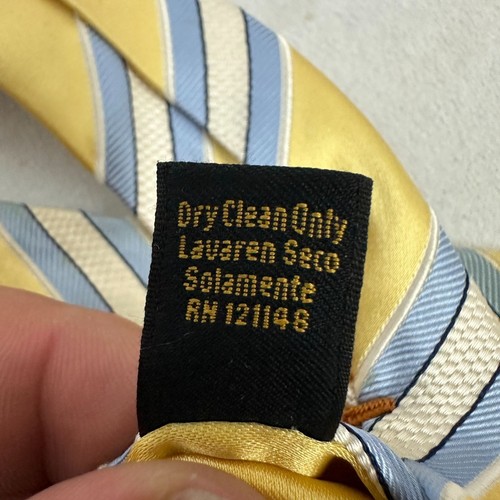 Dry Clean Only
Lavaren Seco
Solamente
RN 121148